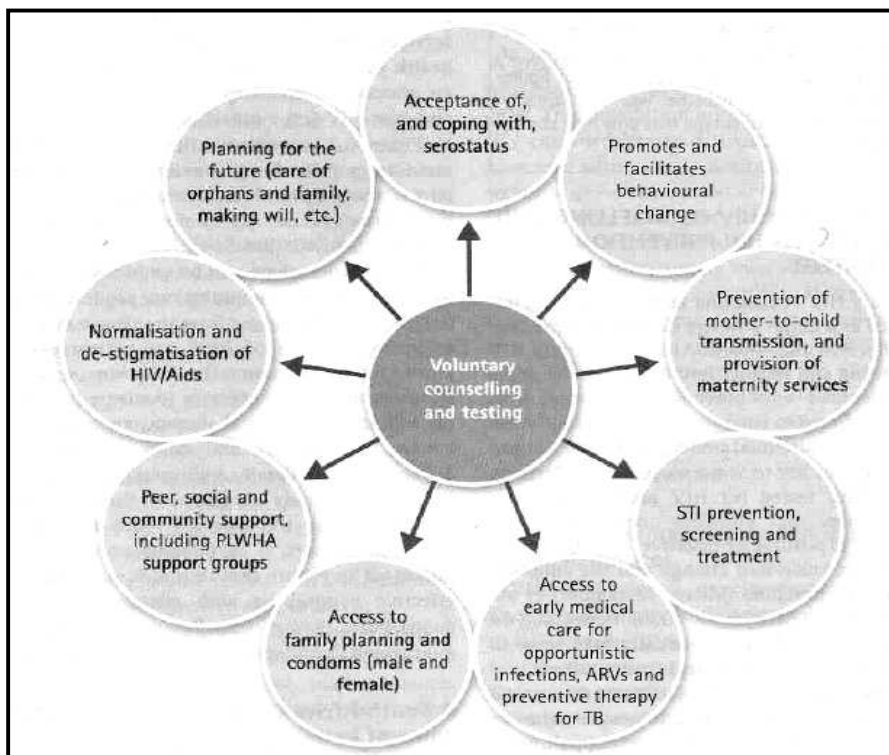 Acceptance of,
and coping with,
serostatus
Promotes and
facilitates
behavioural
change
Prevention of
mother-to-child
transmission, and
provision of
maternity services
STI prevention,
screening and
treatment
Access to
early medical
care for
opportunistic
infections, ARVs and
preventive therapy
for TB
Access to
family planning and
condoms (male and
female)
Peer, social and
community support,
including PLWHA
support groups
Normalisation and
de-stigmatisation of
HIV/Aids
Planning for the
future (care of
orphans and family,
making will, etc.)
Voluntary
counselling
and testing